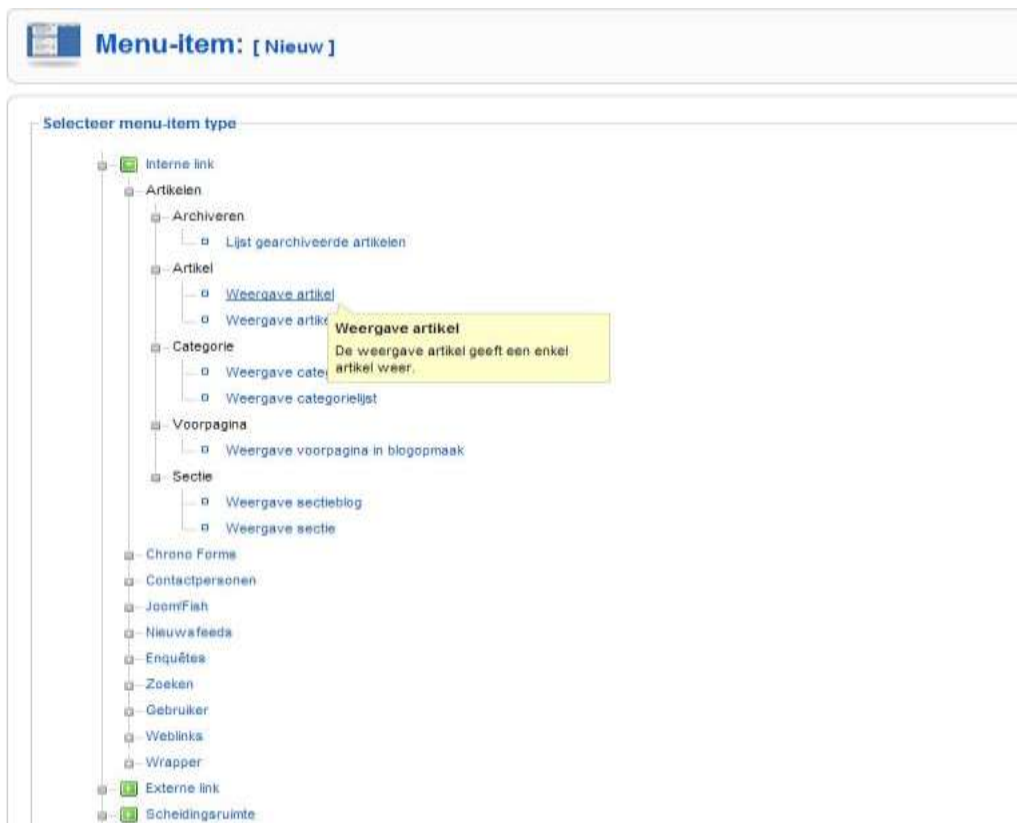 Menu-item: [ Nieuw ]
Selecteer menu-item type
Interne link
Artikelen
Archiveren
Lijst gearchiveerde artikelen
Artikel
Weergave artikel
Weergave artike
Weergave artikel
De weergave artikel geeft een enkel
artikel weer.
Categorie
Weergave cate
Weergave categorielijst
Voorpagina
Weergave voorpagina in blogopmaak
Sectie
Weergave sectieblog
Weergave sectie
Chrono Forms
Contactpersonen
Joom!Fish
Nieuwsfeeds
Enquêtes
Zoeken
Gebruiker
Weblinks
Wrapper
Externe link
Scheidingsruimte